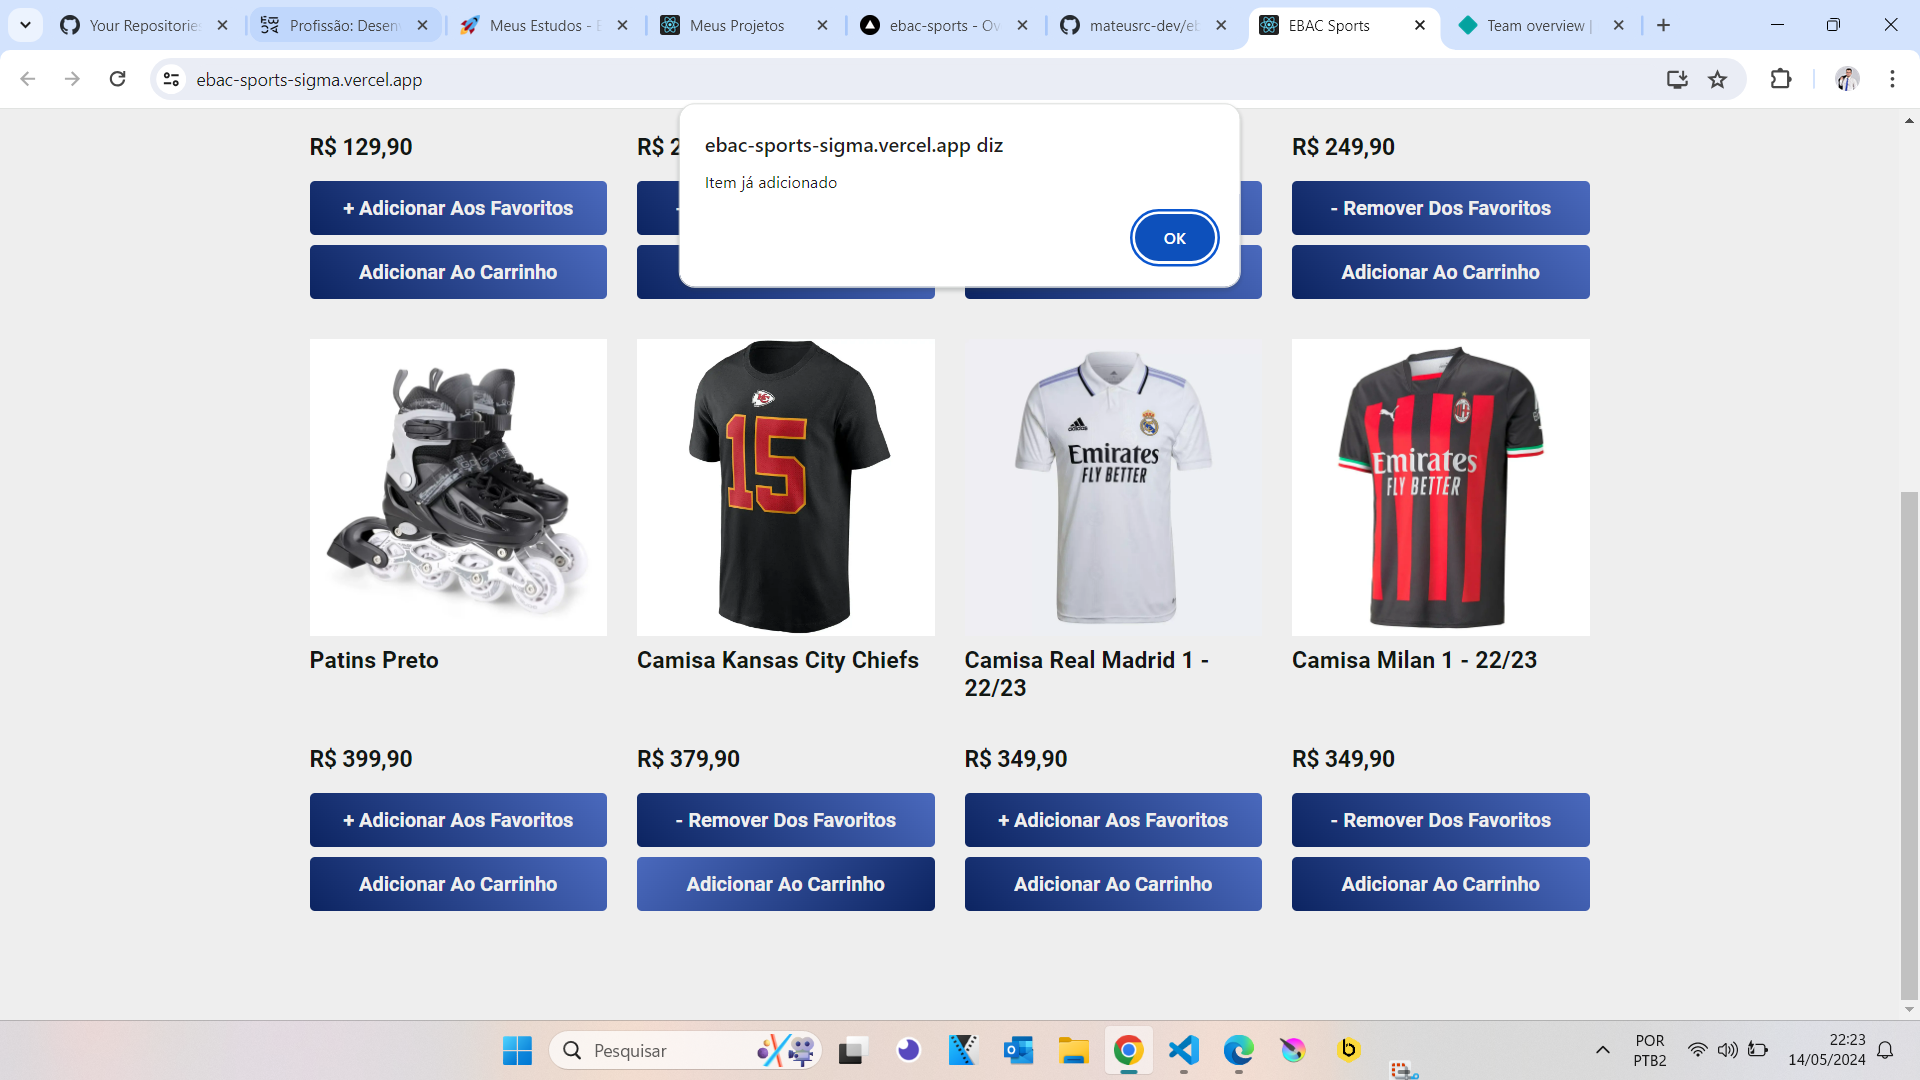 Your Repositories
Profissão: Desenv
Meus Estudos - E
Meus Projetos
ebac-sports - Ov
mateusrc-dev/eb
EBAC Sports
Team overview |
ebac-sports-sigma.vercel.app
ebac-sports-sigma.vercel.app diz
Item já adicionado
OK
R$ 129,90
R$ 2
R$ 249,90
+ Adicionar Aos Favoritos
-
- Remover Dos Favoritos
Adicionar Ao Carrinho
Adicionar Ao Carrinho
15
Emirates
FLY BETTER
Emirates
FLY BETTER
Patins Preto
Camisa Kansas City Chiefs
Camisa Real Madrid 1 -
22/23
Camisa Milan 1 - 22/23
R$ 399,90
R$ 379,90
R$ 349,90
R$ 349,90
+ Adicionar Aos Favoritos
- Remover Dos Favoritos
+ Adicionar Aos Favoritos
- Remover Dos Favoritos
Adicionar Ao Carrinho
Adicionar Ao Carrinho
Adicionar Ao Carrinho
Adicionar Ao Carrinho
Pesquisar
POR
PTB2
22:23
14/05/2024